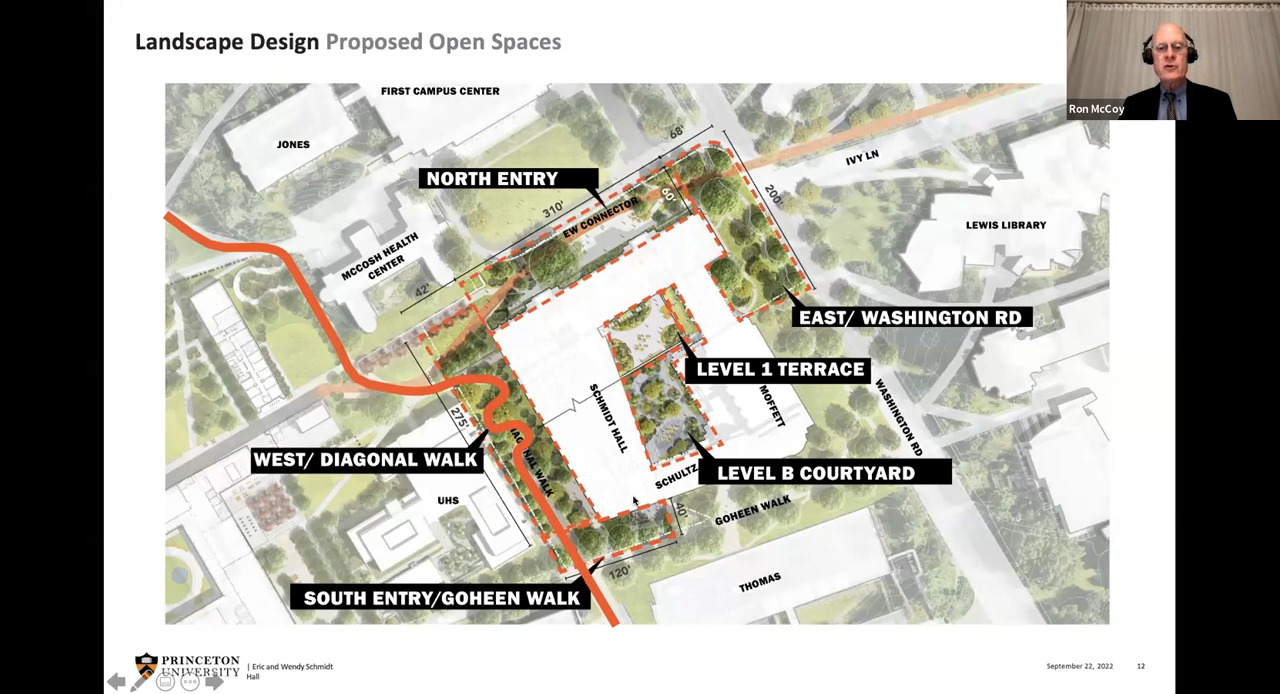 Landscape Design Proposed Open Spaces
Ron McCoy
FIRST CAMPUS CENTER
JONES
68'
IVY LN
NORTH ENTRY
200'
60'
310'
EW CONNECTOR
LEWIS LIBRARY
MCCOSH HEALTH
CENTER
42'
EAST/ WASHINGTON RD
LEVEL 1 TERRACE
SCHMIDT HALL
MOFFETT
WASHINGTON RD
275'
DIAGONAL WALK
WEST/ DIAGONAL WALK
LEVEL B COURTYARD
SCHULTZ
UHS
40'
GOHEEN WALK
120'
THOMAS
SOUTH ENTRY/GOHEEN WALK
PRINCETON
UNIVERSITY
| Eric and Wendy Schmidt
Hall
September 22, 2022
12